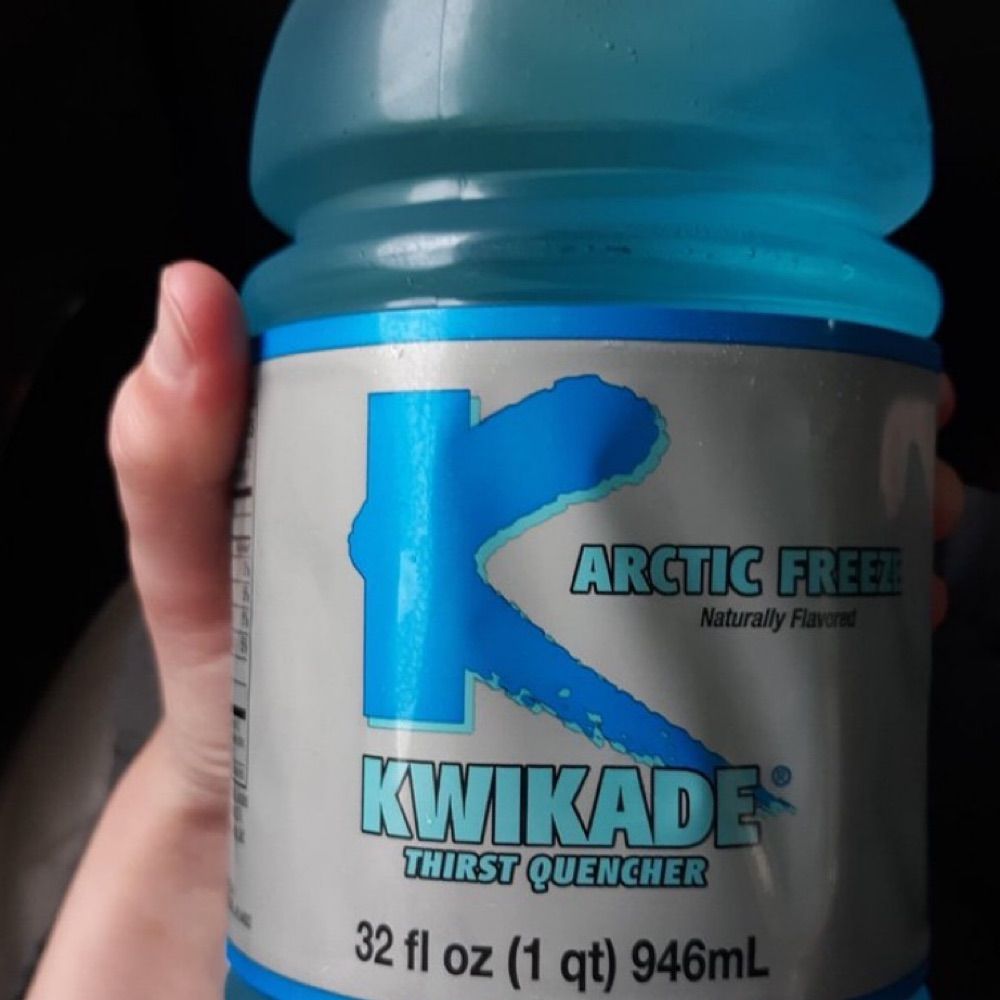 K
ARCTIC FREEZE
Naturally Flavored
KWIKADE®
THIRST QUENCHER
32 fl oz (1 qt) 946mL